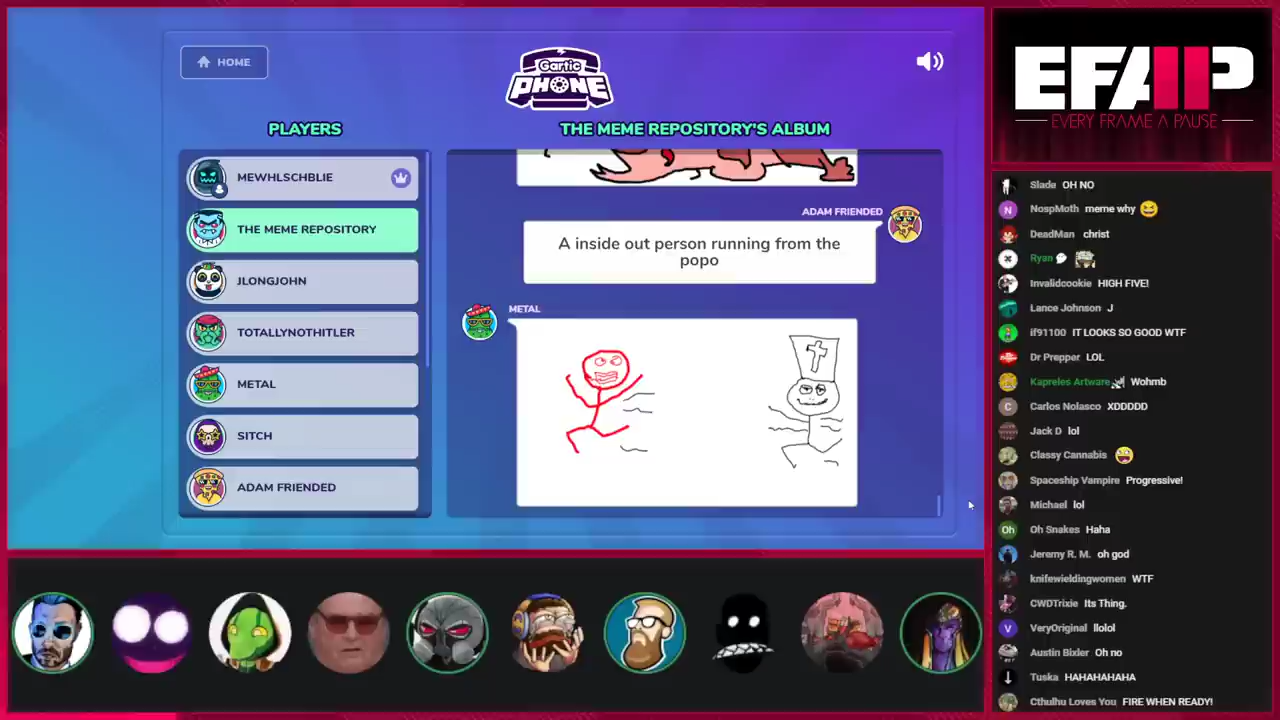 HOME
Gartic
PHONE
PLAYERS
MEWHLSCHBLIE
THE MEME REPOSITORY
JLONGJOHN
TOTALLYNOTHITLER
METAL
SITCH
ADAM FRIENDED
THE MEME REPOSITORY'S ALBUM
ADAM FRIENDED
A inside out person running from the
popo
METAL
EFAP
EVERY FRAME A PAUSE
Slade OH NO
N NospMoth meme why
DeadMan christ
Ryan
Invalidcookie HIGH FIVE!
Lance Johnson J
if91100 IT LOOKS SO GOOD WTF
Dr Prepper LOL
Kapreles Artware Wohmb
C Carlos Nolasco XDDDDD
Jack D lol
Classy Cannabis
Spaceship Vampire Progressive!
Michael lol
Oh Oh Snakes Haha
Jeremy R. M. oh god
knifewieldingwomen WTF
CWDTrixie Its Thing.
V VeryOriginal llolol
Austin Bixler Oh no
Tuska HAHAHAHAHA
Cthulhu Loves You FIRE WHEN READY!